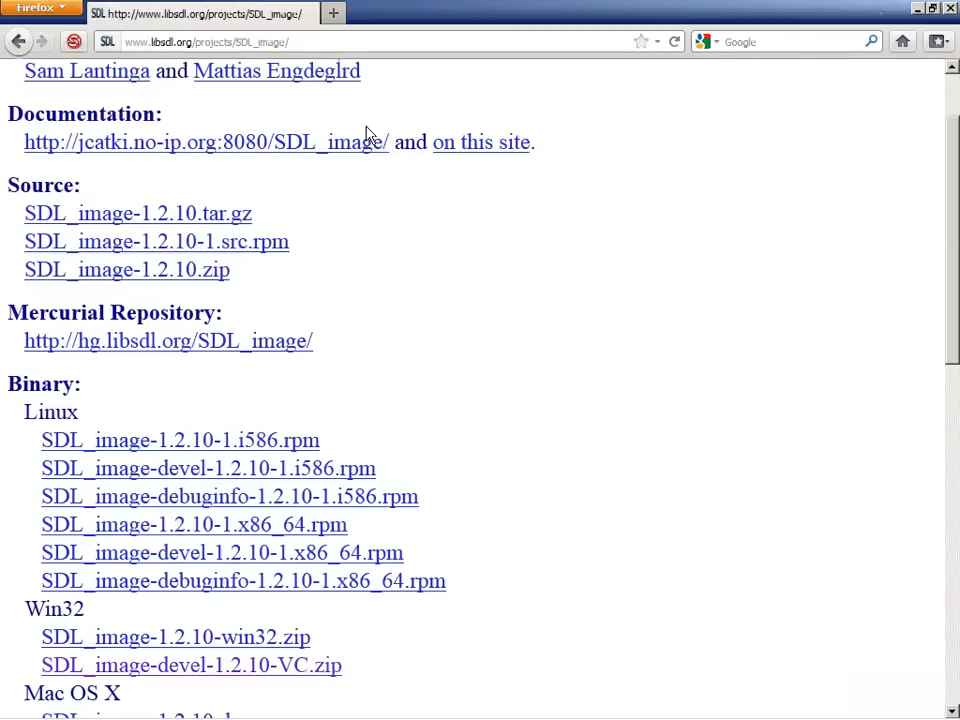 Firefox
SDL http://www.libsdl.org/projects/SDL_image/
SDL www.libsdl.org/projects/SDL_image/
Google
Sam Lantinga and Mattias Engdeglrd
Documentation:
http://jcatki.no-ip.org:8080/SDL_image/ and on this site.
Source:
SDL_image-1.2.10.tar.gz
SDL_image-1.2.10-1.src.rpm
SDL_image-1.2.10.zip
Mercurial Repository:
http://hg.libsdl.org/SDL_image/
Binary:
Linux
SDL_image-1.2.10-1.i586.rpm
SDL_image-devel-1.2.10-1.i586.rpm
SDL_image-debuginfo-1.2.10-1.i586.rpm
SDL_image-1.2.10-1.x86_64.rpm
SDL_image-devel-1.2.10-1.x86_64.rpm
SDL_image-debuginfo-1.2.10-1.x86_64.rpm
Win32
SDL_image-1.2.10-win32.zip
SDL_image-devel-1.2.10-VC.zip
Mac OS X